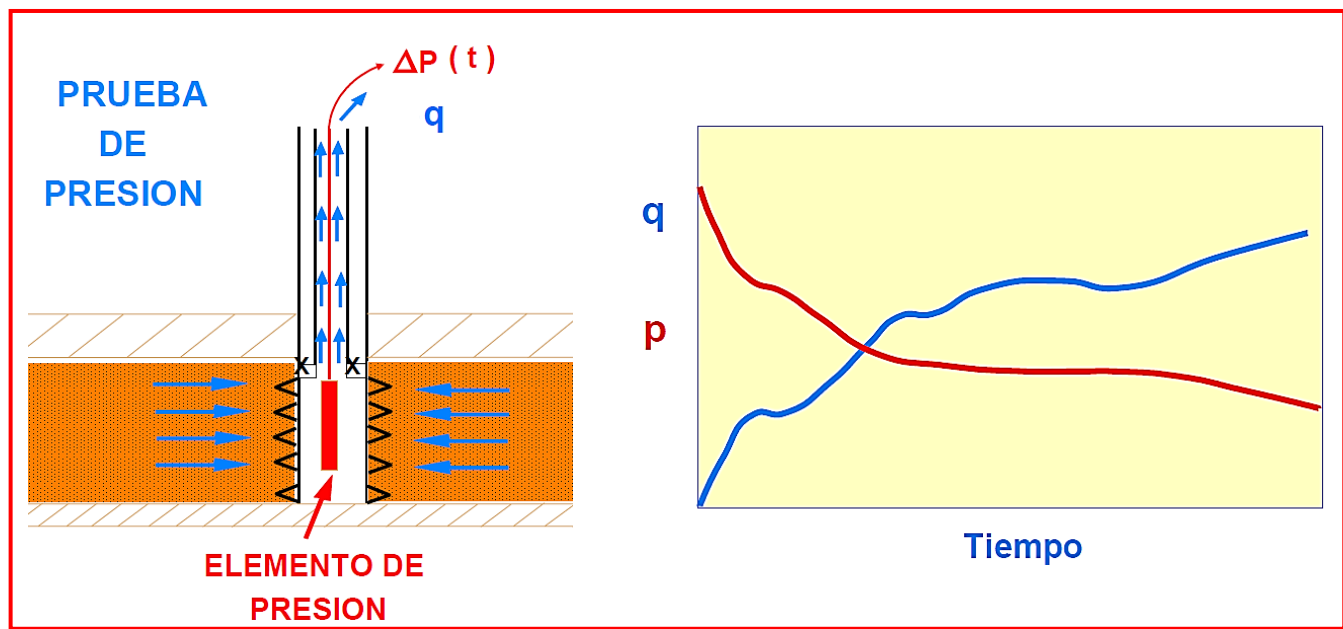 PRUEBA
DE
PRESION
ΔP ( t )
q
X X
ELEMENTO DE
PRESION
q
p
Tiempo